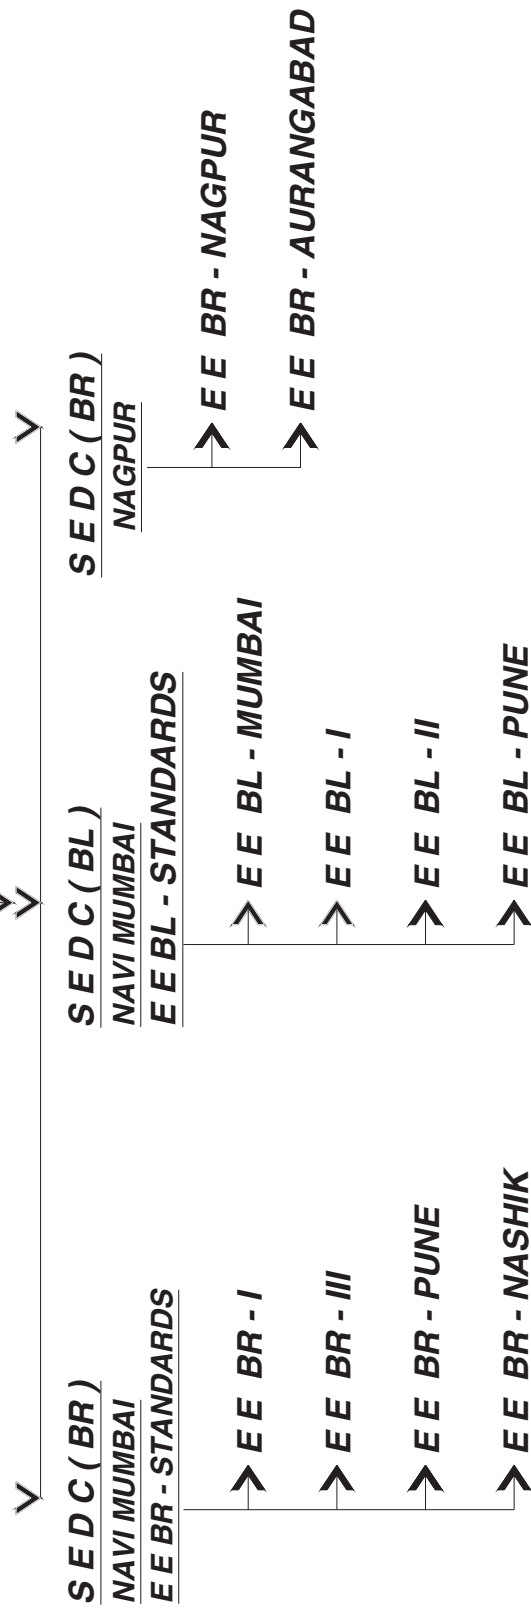 S E D C ( BR )
NAVI MUMBAI
E E BR - STANDARDS
E E BR - I
E E BR - III
E E BR - PUNE
E E BR - NASHIK
S E D C ( BL )
NAVI MUMBAI
E E BL - STANDARDS
E E BL - MUMBAI
E E BL - I
E E BL - II
E E BL - PUNE
S E D C ( BR )
NAGPUR
E E BR - NAGPUR
E E BR - AURANGABAD